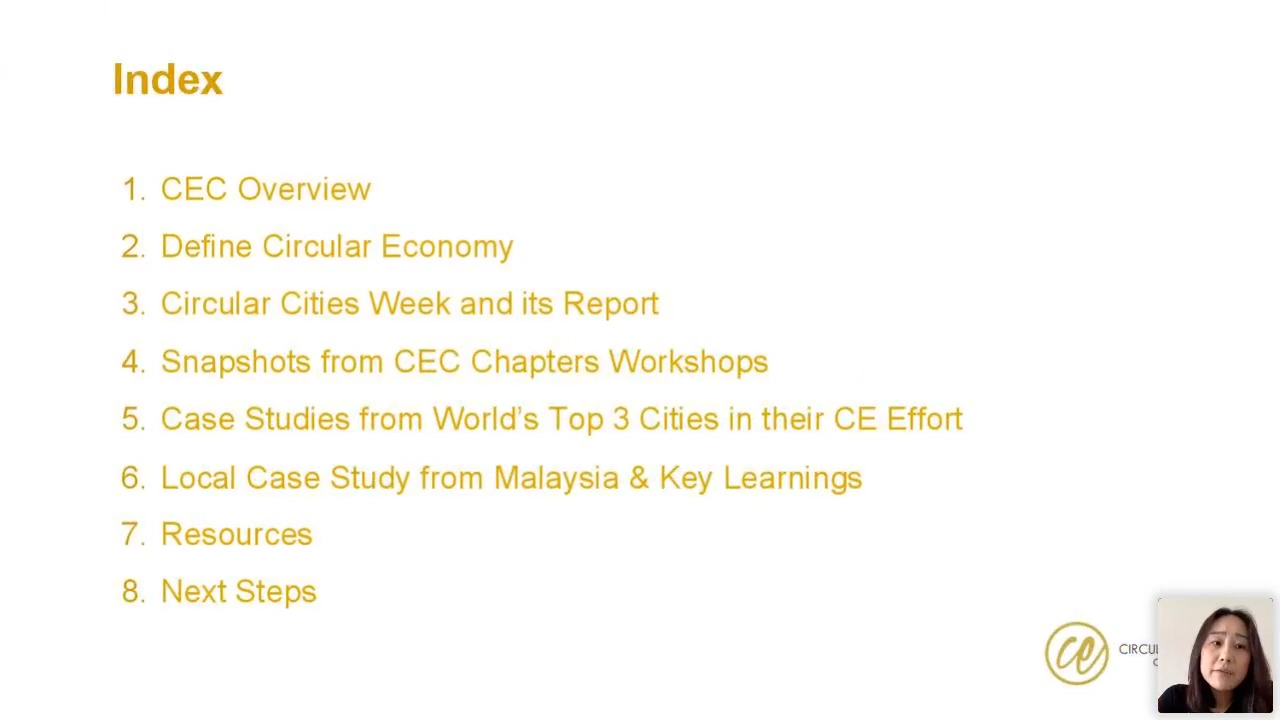 Index
1. CEC Overview
2. Define Circular Economy
3. Circular Cities Week and its Report
4. Snapshots from CEC Chapters Workshops
5. Case Studies from World’s Top 3 Cities in their CE Effort
6. Local Case Study from Malaysia & Key Learnings
7. Resources
8. Next Steps
ce